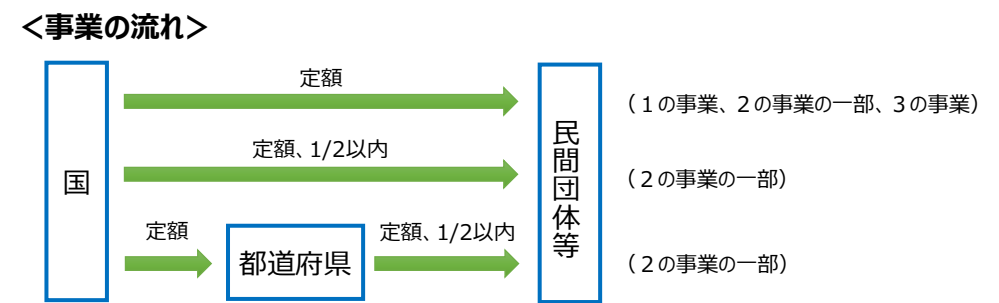 ＜事業の流れ＞
定額
（１の事業、２の事業の一部、３の事業）
定額、1/2以内
国
民間団体等
（２の事業の一部）
定額
都道府県
定額、1/2以内
（２の事業の一部）